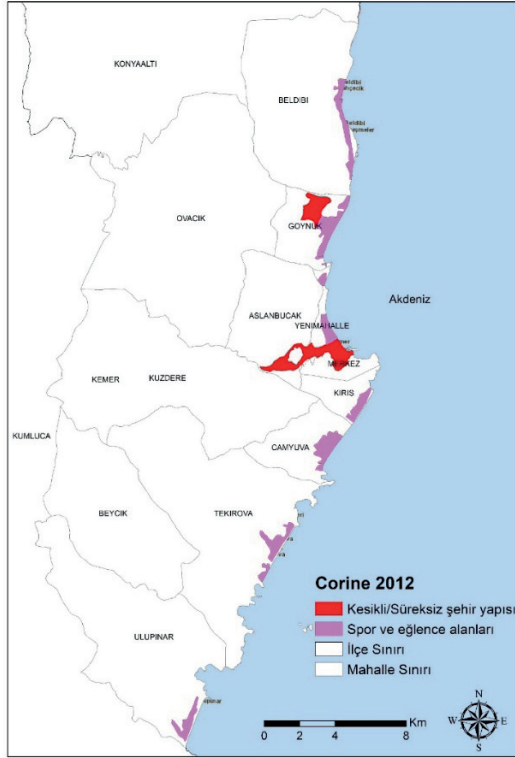 KONYAALTI
BELDIBI
OVACIK
GOYNUK
Akdeniz
ASLANBUCAK
YENIMAHALLE
MERKEZ
KEMER
KUZDERE
KIRIS
KUMLUCA
CAMYUVA
BEYCIK
TEKIROVA
ULUPINAR
Corine 2012
Kesikli/Süreksiz şehir yapısı
Spor ve eğlence alanları
İlçe Sınırı
Mahalle Sınırı
N
W E
S
0 2 4 8 Km